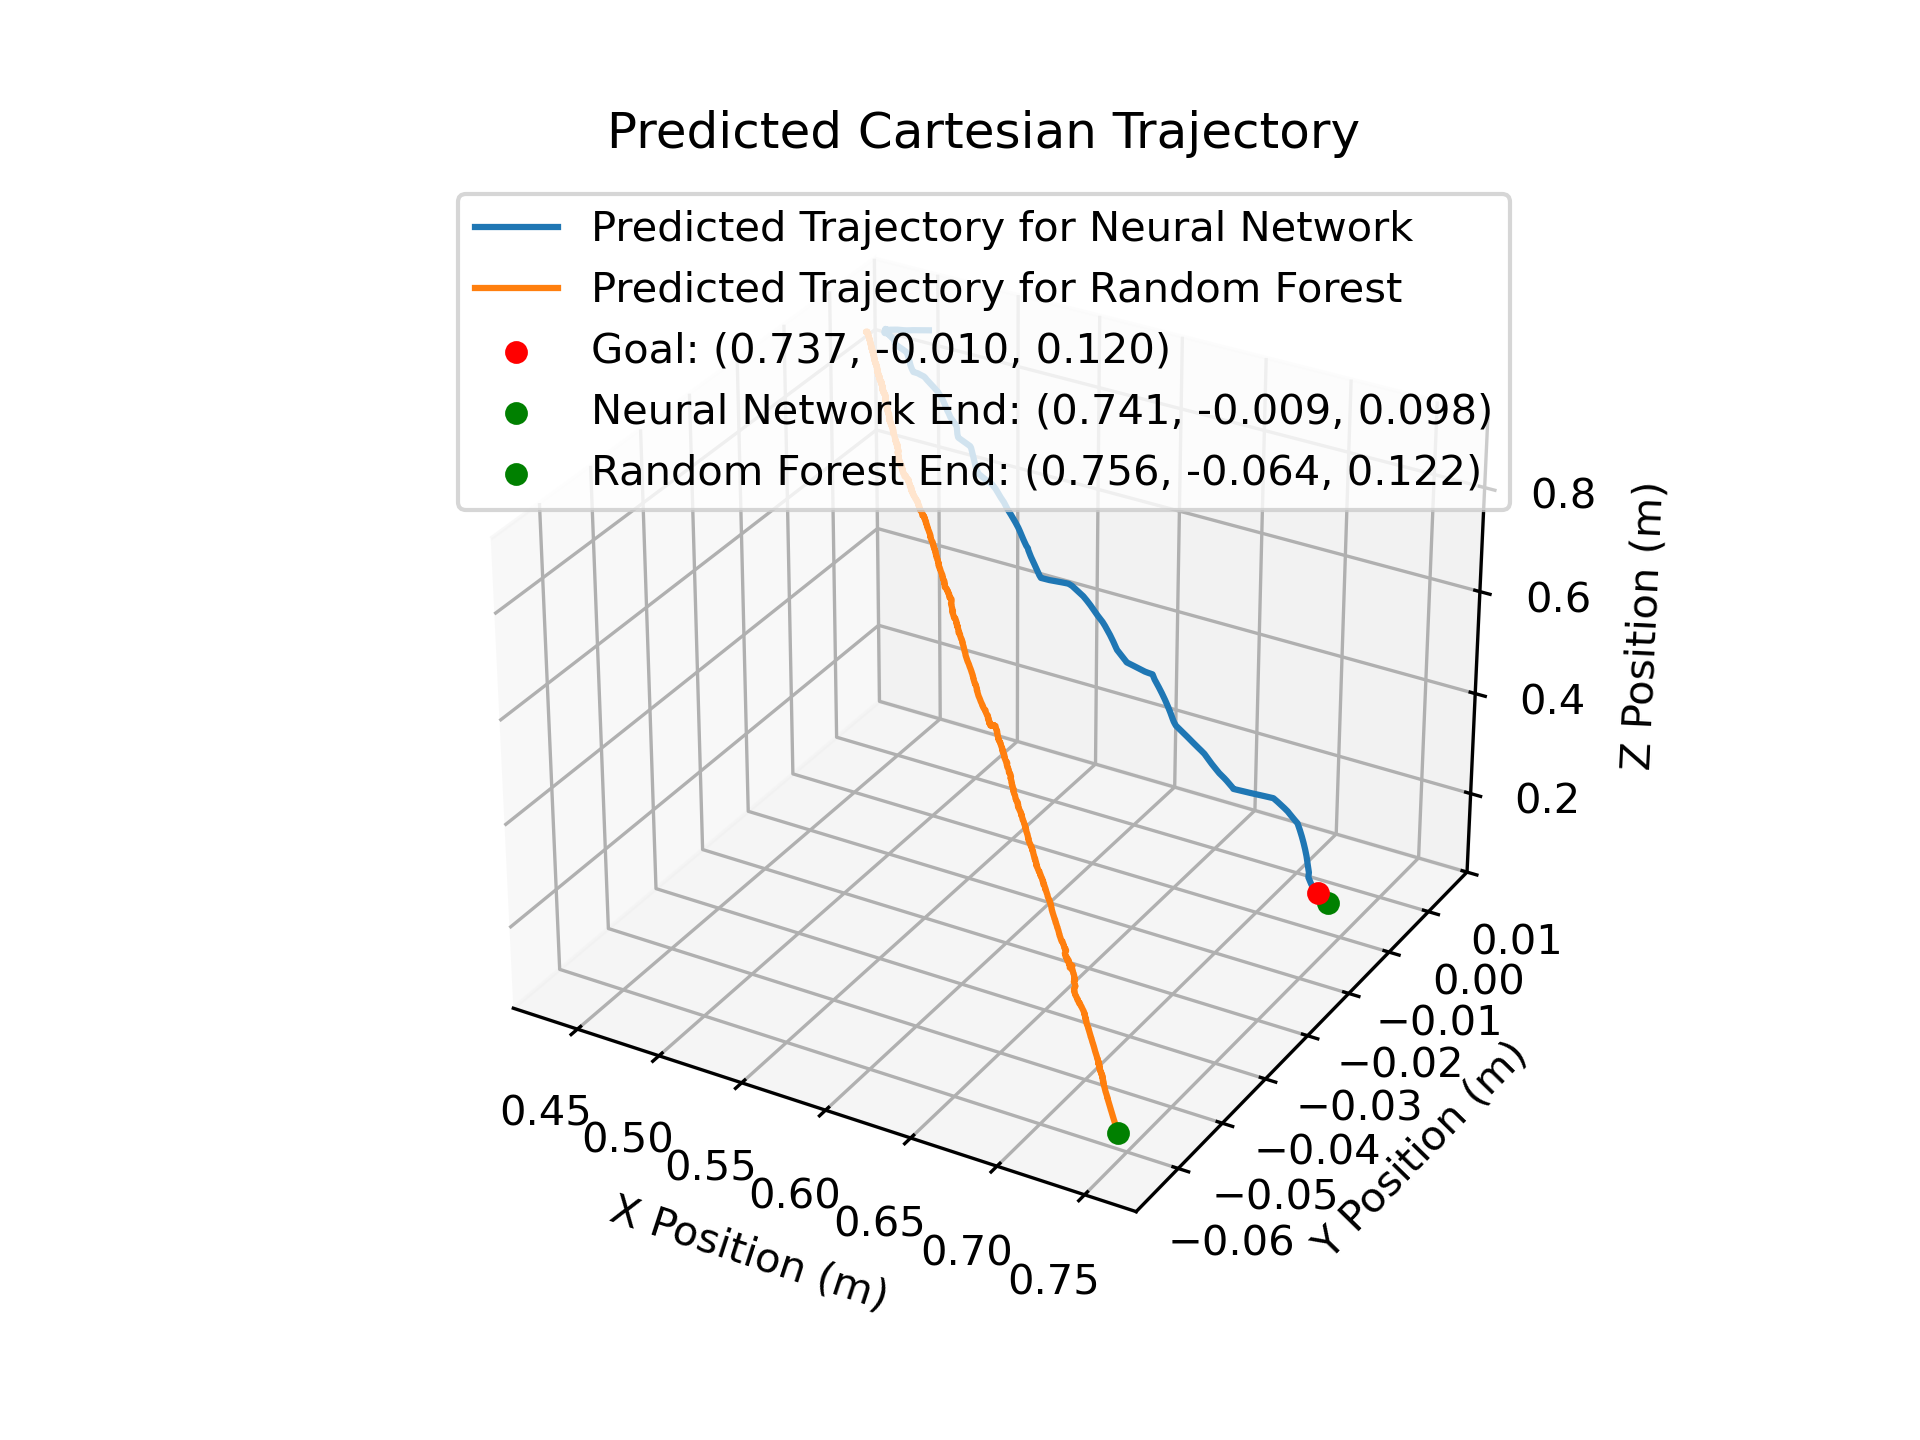 Predicted Cartesian Trajectory
Predicted Trajectory for Neural Network
Predicted Trajectory for Random Forest
Goal: (0.737, -0.010, 0.120)
Neural Network End: (0.741, -0.009, 0.098)
Random Forest End: (0.756, -0.064, 0.122)
0.8
0.6
0.4
0.2
Z Position (m)
0.01
0.00
−0.01
−0.02
−0.03
−0.04
−0.05
−0.06
Y Position (m)
0.45
0.50
0.55
0.60
0.65
0.70
0.75
X Position (m)